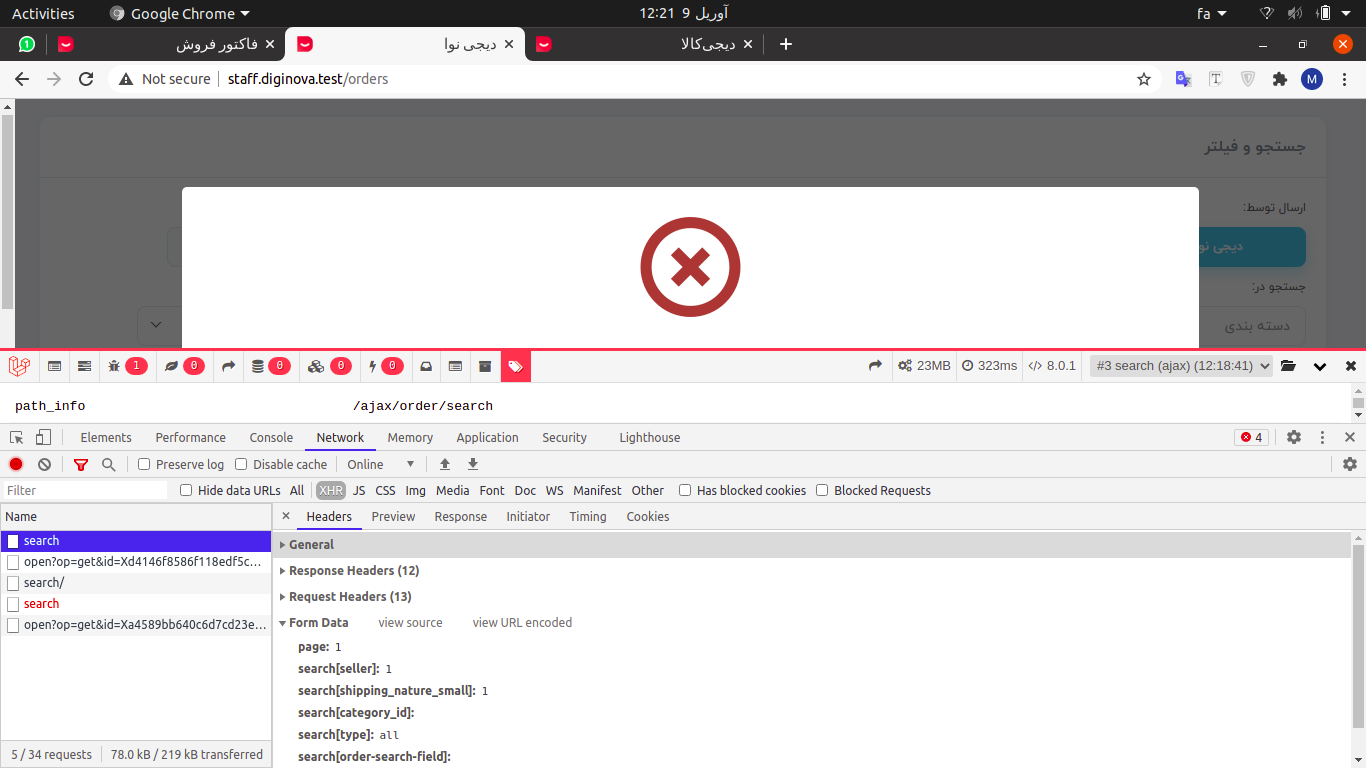 Activities Google Chrome 12:21 9 آوریل fa
1 فاکتور فروش دیجی نوا دیجی‌کالا
Not secure staff.diginova.test/orders M
جستجو و فیلتر
ارسال توسط:
دیجی نو
جستجو در:
دسته بندی
1 0 0 0 0 23MB 323ms 8.0.1 #3 search (ajax) (12:18:41)
path_info /ajax/order/search
Elements Performance Console Network Memory Application Security Lighthouse 4
Preserve log Disable cache Online
Filter Hide data URLs All XHR JS CSS Img Media Font Doc WS Manifest Other Has blocked cookies Blocked Requests
Name Headers Preview Response Initiator Timing Cookies
search
open?op=get&id=Xd4146f8586f118edf5c...
search/
search
open?op=get&id=Xa4589bb640c6d7cd23e...
General
Response Headers (12)
Request Headers (13)
Form Data view source view URL encoded
page: 1
search[seller]: 1
search[shipping_nature_small]: 1
search[category_id]:
search[type]: all
search[order-search-field]:
5 / 34 requests 78.0 kB / 219 kB transferred